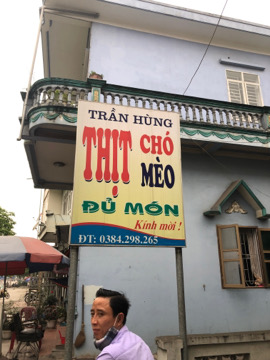 TRẦN HÙNG
THỊT CHÓ
MÈO
ĐỦ MÓN
Kính mời !
ĐT: 0384.298.265